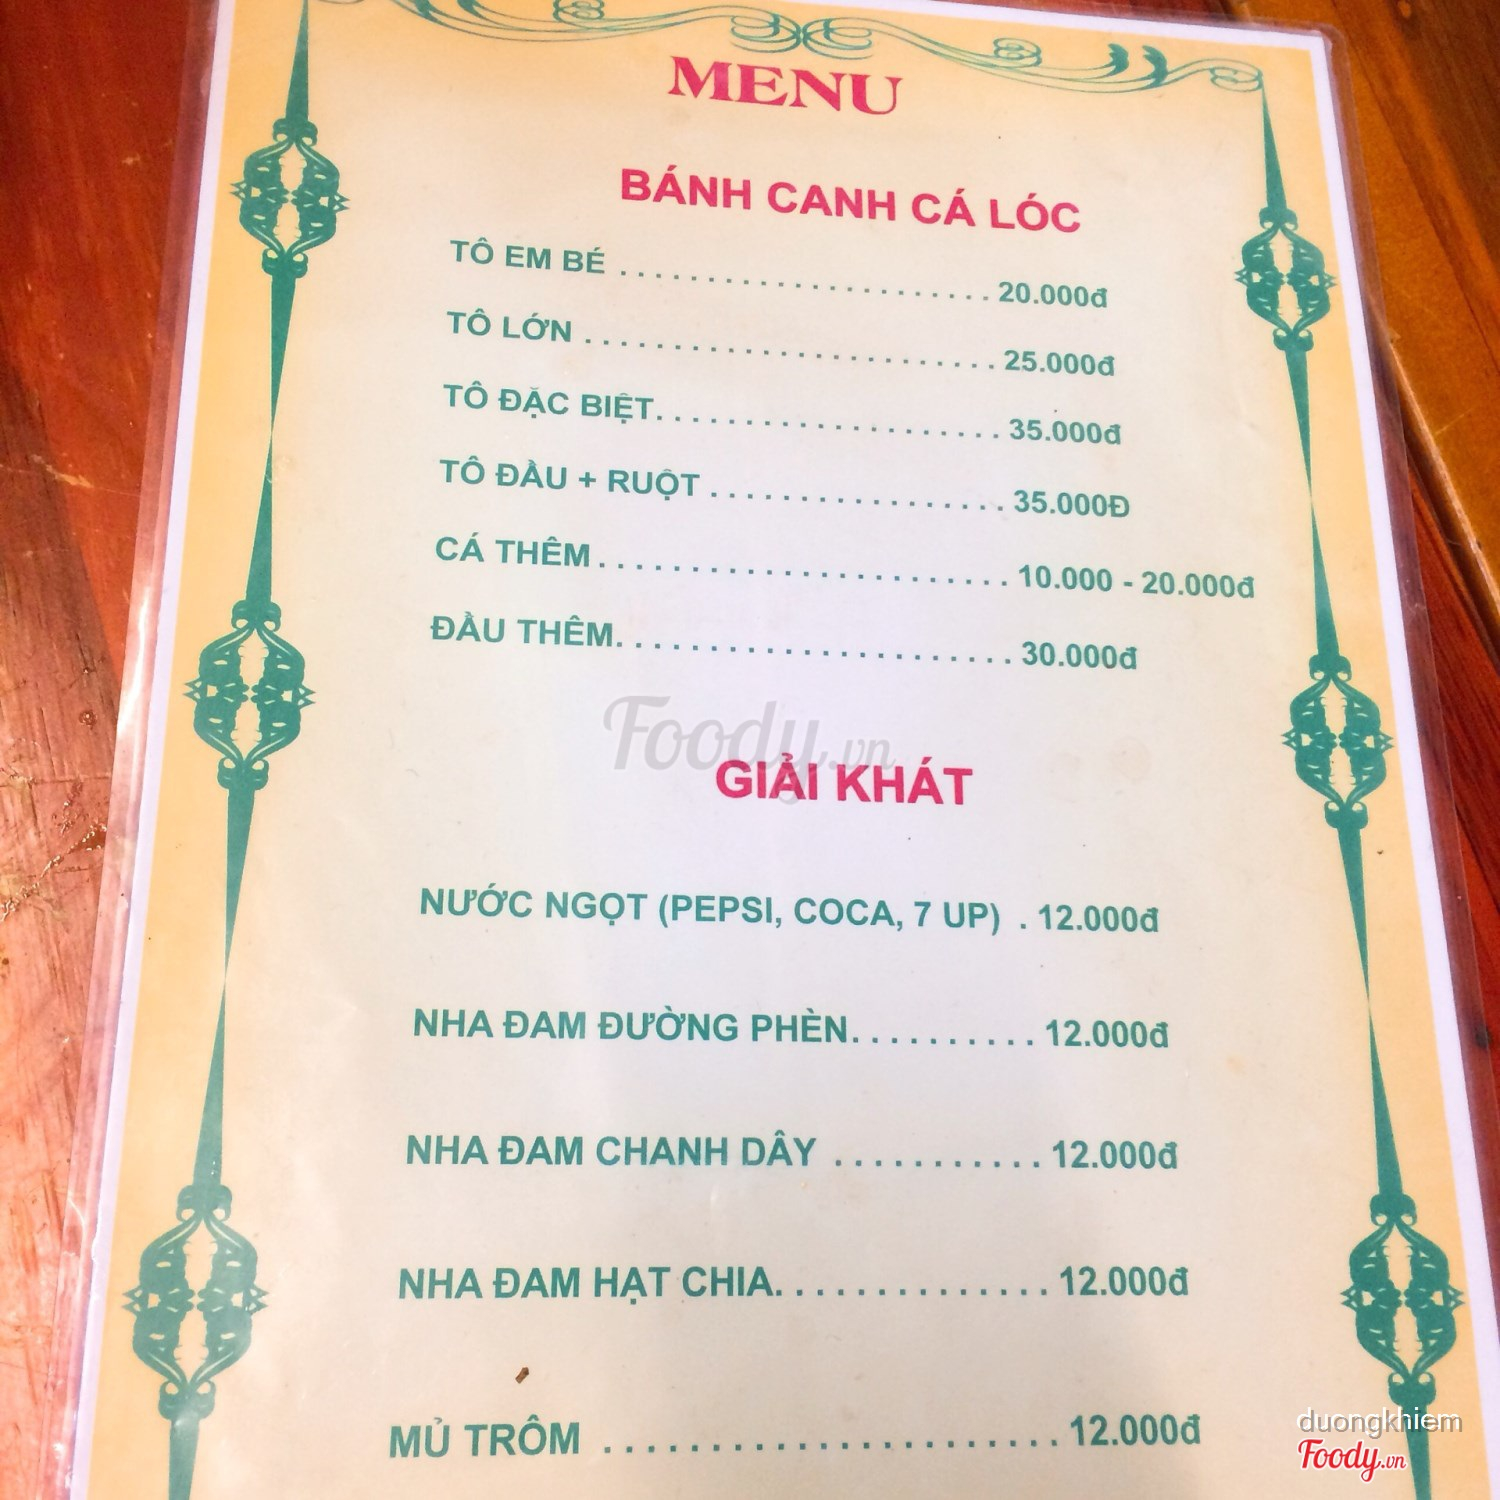 MENU
BÁNH CANH CÁ LÓC
TÔ EM BÉ .................... 20.000đ
TÔ LỚN ....................... 25.000đ
TÔ ĐẶC BIỆT................... 35.000đ
TÔ ĐẦU + RUỘT ................. 35.000Đ
CÁ THÊM ....................... 10.000 - 20.000đ
ĐẦU THÊM...................... 30.000đ
Foody.vn
GIẢI KHÁT
NƯỚC NGỌT (PEPSI, COCA, 7 UP) . 12.000đ
NHA ĐAM ĐƯỜNG PHÈN.......... 12.000đ
NHA ĐAM CHANH DÂY ........... 12.000đ
NHA ĐAM HẠT CHIA.............. 12.000đ
MỦ TRÔM ......................... 12.000đ
duongkhiem
Foody.vn